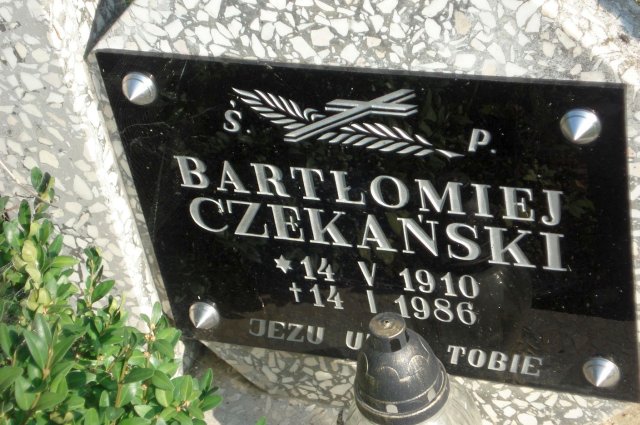 Ś. P.
BARTŁOMIEJ
CZEKAŃSKI
* 14 V 1910
† 14 I 1986
JEZU TOBIE